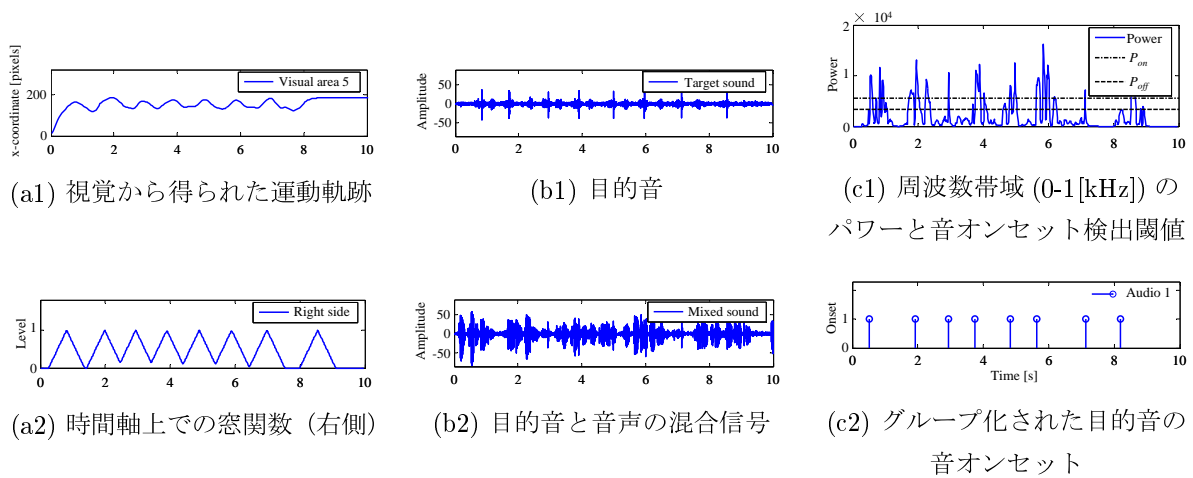 x-coordinate [pixels]
200
0
Visual area 5
0 2 4 6 8 10
(a1) 視覚から得られた運動軌跡
Amplitude
50
0
-50
Target sound
0 2 4 6 8 10
(b1) 目的音
× 10⁴
Power
2
1
0
Power
P_on
P_off
0 2 4 6 8 10
(c1) 周波数帯域 (0-1[kHz]) の
パワーと音オンセット検出閾値
Level
1
0
Right side
0 2 4 6 8 10
(a2) 時間軸上での窓関数（右側）
Amplitude
50
0
-50
Mixed sound
0 2 4 6 8 10
(b2) 目的音と音声の混合信号
Onset
1
0
Audio 1
0 2 4 6 8 10
Time [s]
(c2) グループ化された目的音の
音オンセット